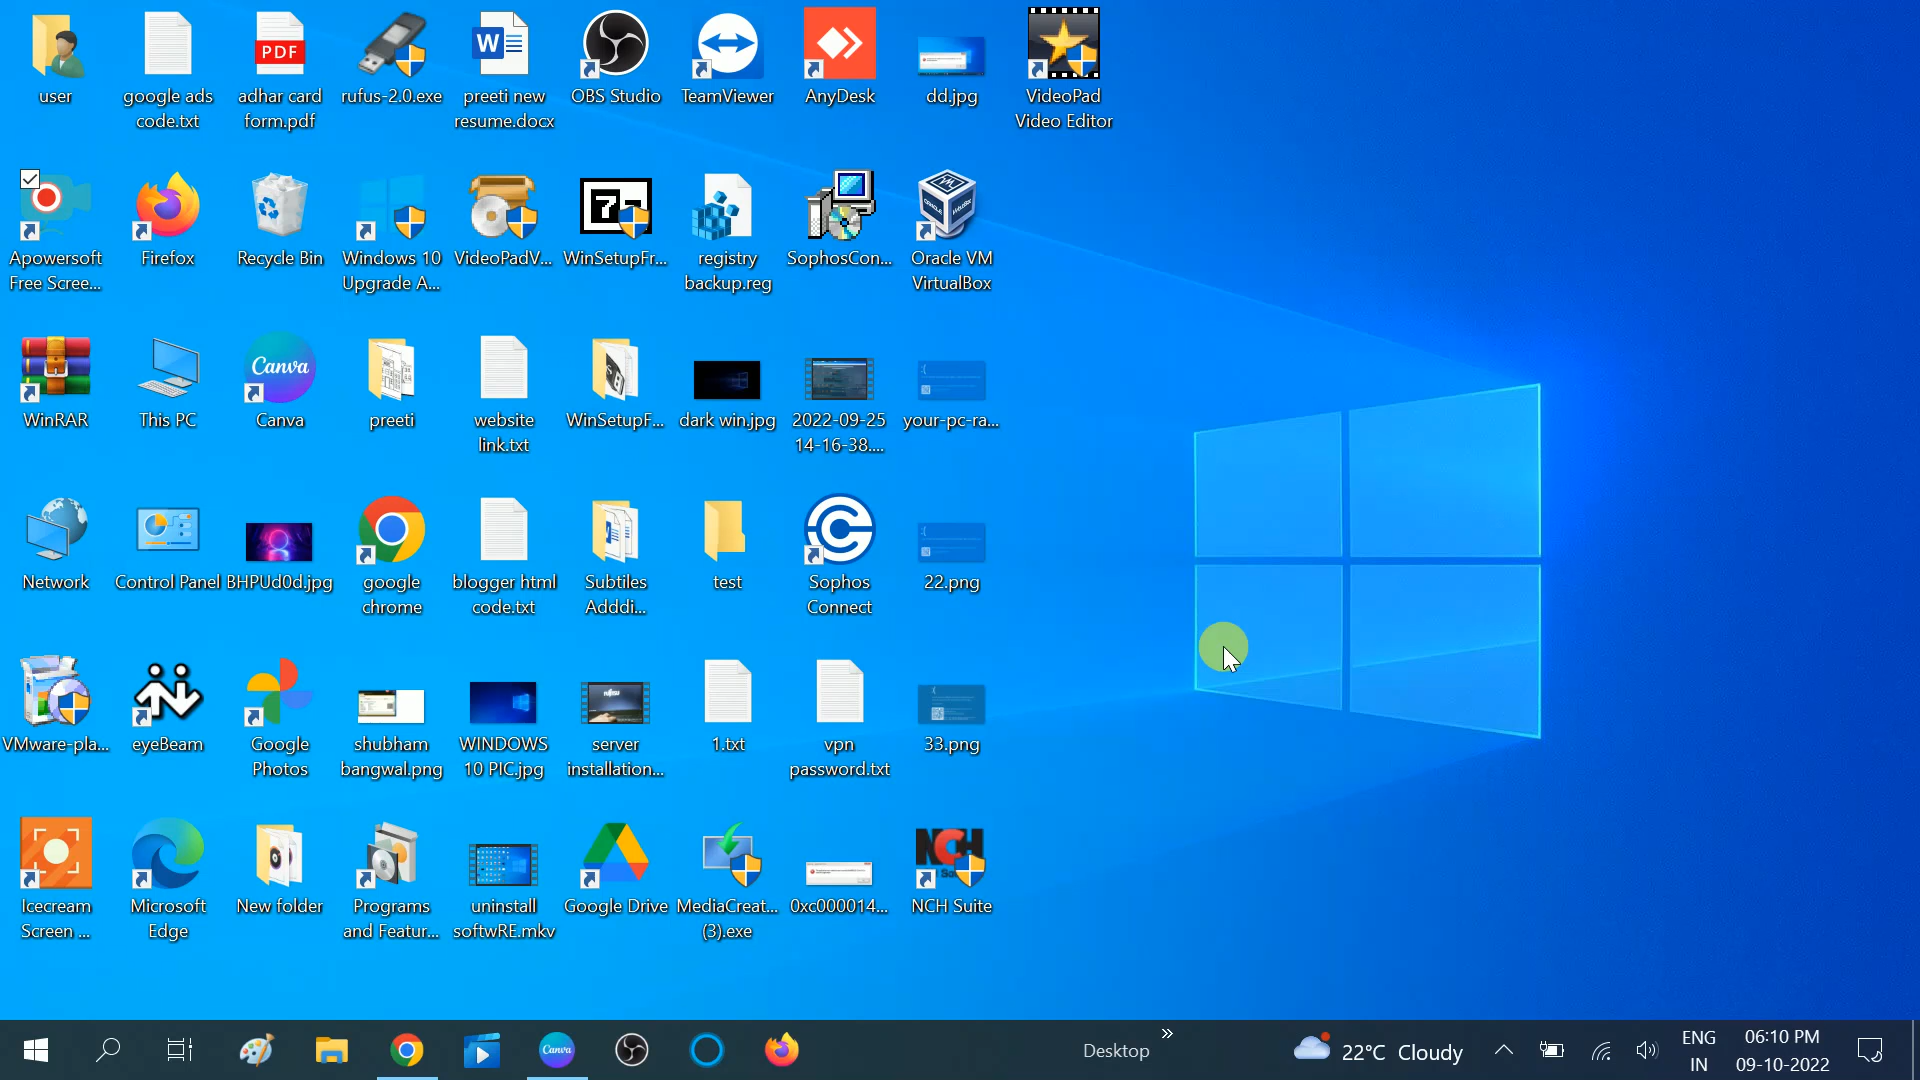 user
google ads
code.txt
PDF
adhar card
form.pdf
rufus-2.0.exe
W
preeti new
resume.docx
OBS Studio
TeamViewer
AnyDesk
dd.jpg
VideoPad
Video Editor
Apowersoft
Free Scree...
Firefox
Recycle Bin
Windows 10
Upgrade A...
VideoPadV...
WinSetupFr...
registry
backup.reg
SophosCon...
Oracle VM
VirtualBox
WinRAR
This PC
Canva
Canva
preeti
website
link.txt
WinSetupF...
dark win.jpg
2022-09-25
14-16-38....
your-pc-ra...
Network
Control Panel
BHPUd0d.jpg
google
chrome
blogger html
code.txt
Subtiles
Adddi...
test
Sophos
Connect
22.png
VMware-pla...
eyeBeam
Google
Photos
shubham
bangwal.png
WINDOWS
10 PIC.jpg
server
installation...
1.txt
vpn
password.txt
33.png
Icecream
Screen ...
Microsoft
Edge
New folder
Programs
and Featur...
uninstall
softwRE.mkv
Google Drive
MediaCreat...
(3).exe
0xc000014...
NCH
NCH Suite
Canva
Desktop
22°C Cloudy
ENG
IN
06:10 PM
09-10-2022